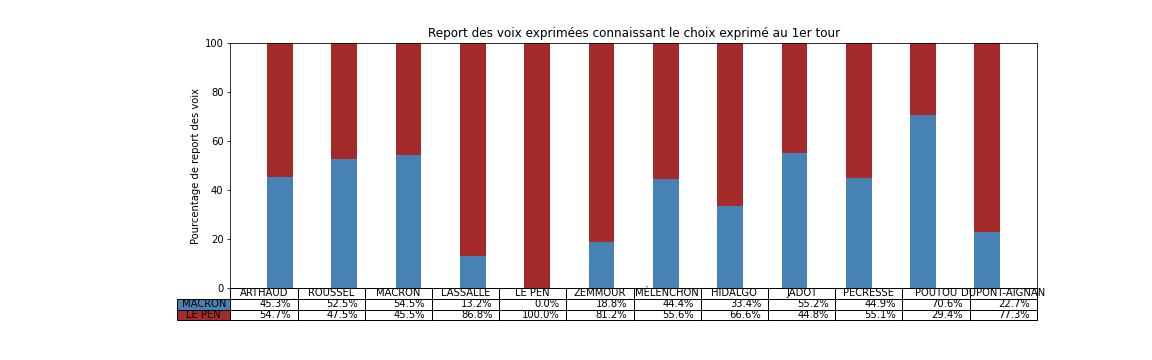 Report des voix exprimées connaissant le choix exprimé au 1er tour
Pourcentage de report des voix
100
80
60
40
20
0
ARTHAUD ROUSSEL MACRON LASSALLE LE PEN ZEMMOUR MÉLENCHON HIDALGO JADOT PÉCRESSE POUTOU DUPONT-AIGNAN
MACRON 45.3% 52.5% 54.5% 13.2% 0.0% 18.8% 44.4% 33.4% 55.2% 44.9% 70.6% 22.7%
LE PEN 54.7% 47.5% 45.5% 86.8% 100.0% 81.2% 55.6% 66.6% 44.8% 55.1% 29.4% 77.3%